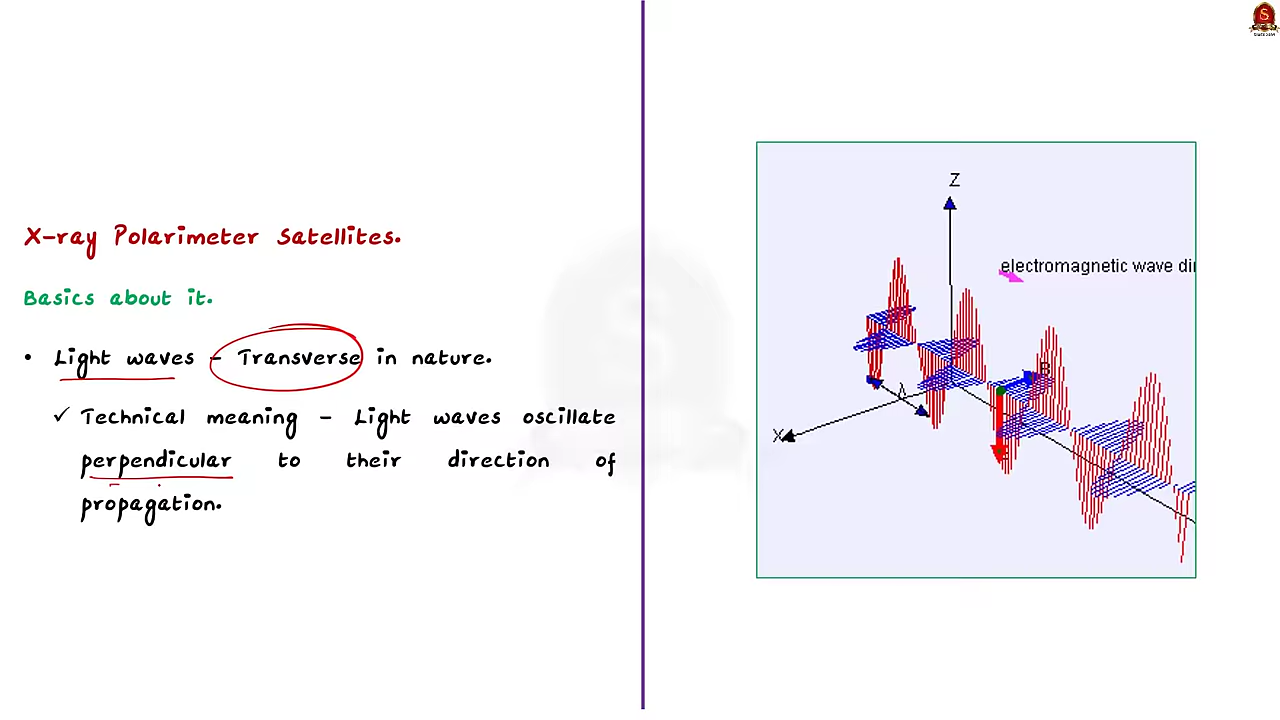 X-ray Polarimeter Satellites.
Basics about it.
• Light waves - Transverse in nature.
✓ Technical meaning - Light waves oscillate
perpendicular to their direction of
propagation.
Z
electromagnetic wave di
B
λ
X
S